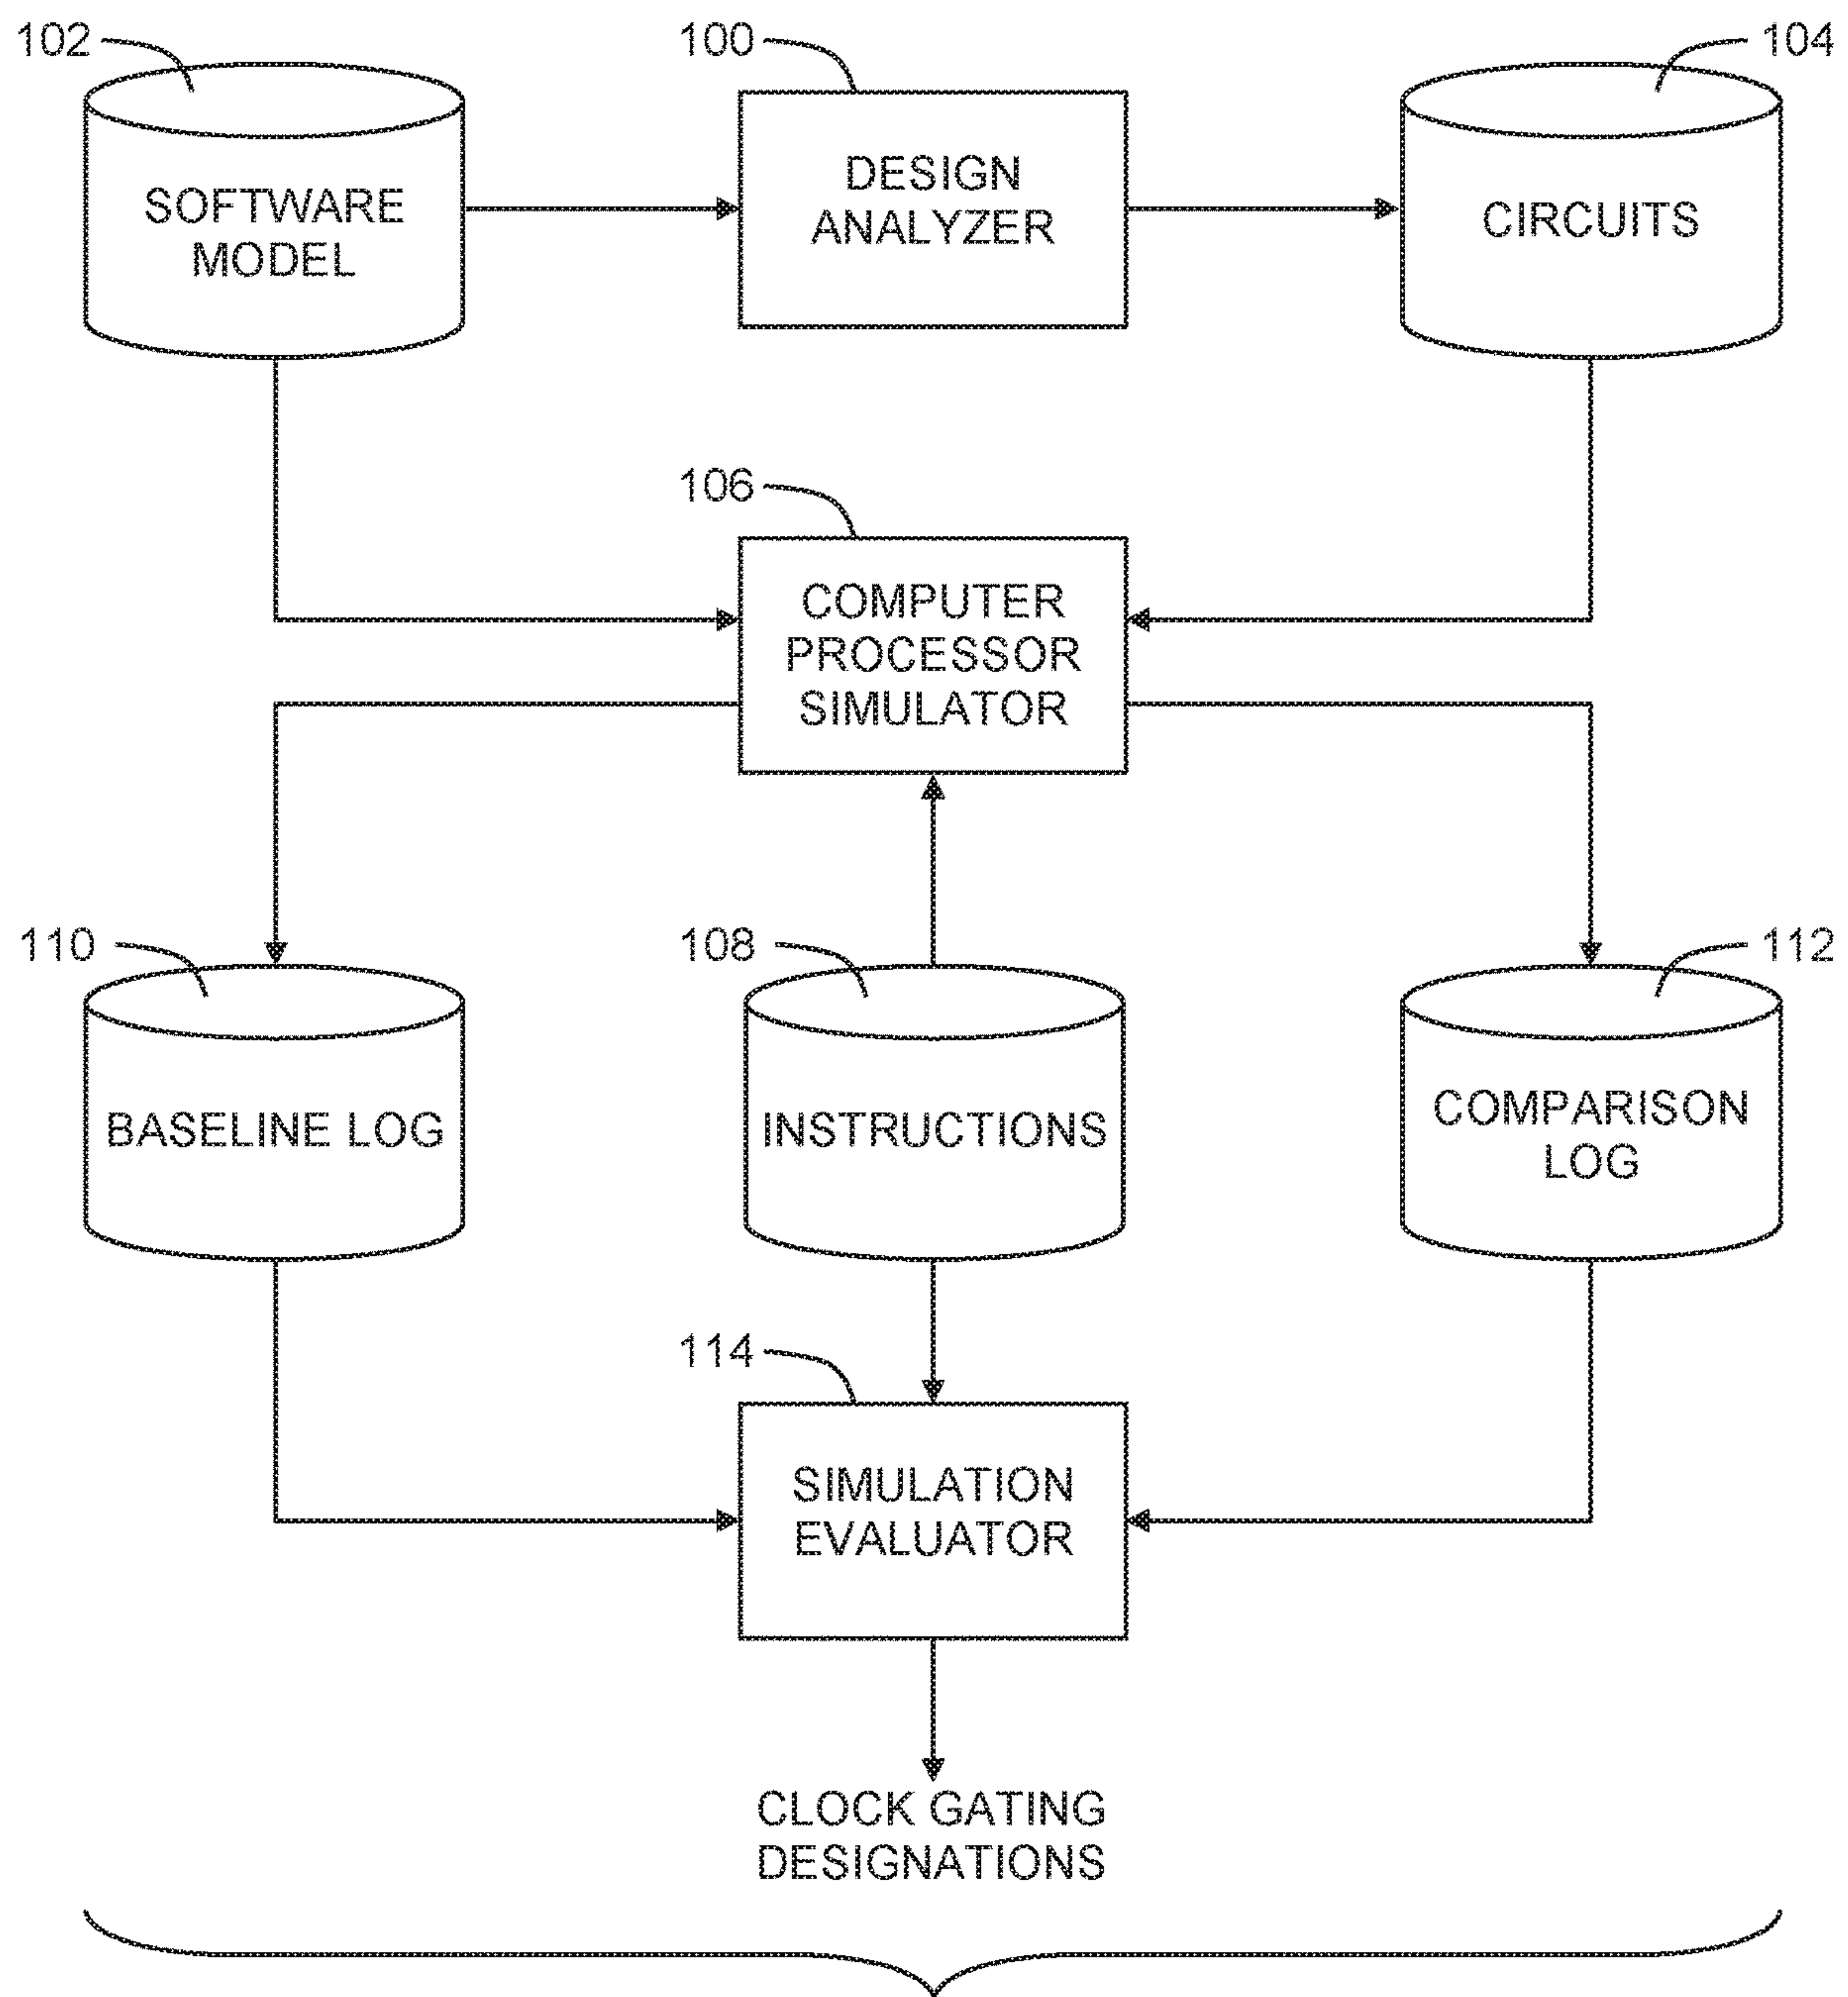 102
100
104
SOFTWARE
MODEL
DESIGN
ANALYZER
CIRCUITS
106
COMPUTER
PROCESSOR
SIMULATOR
110
108
112
BASELINE LOG
INSTRUCTIONS
COMPARISON
LOG
114
SIMULATION
EVALUATOR
CLOCK GATING
DESIGNATIONS